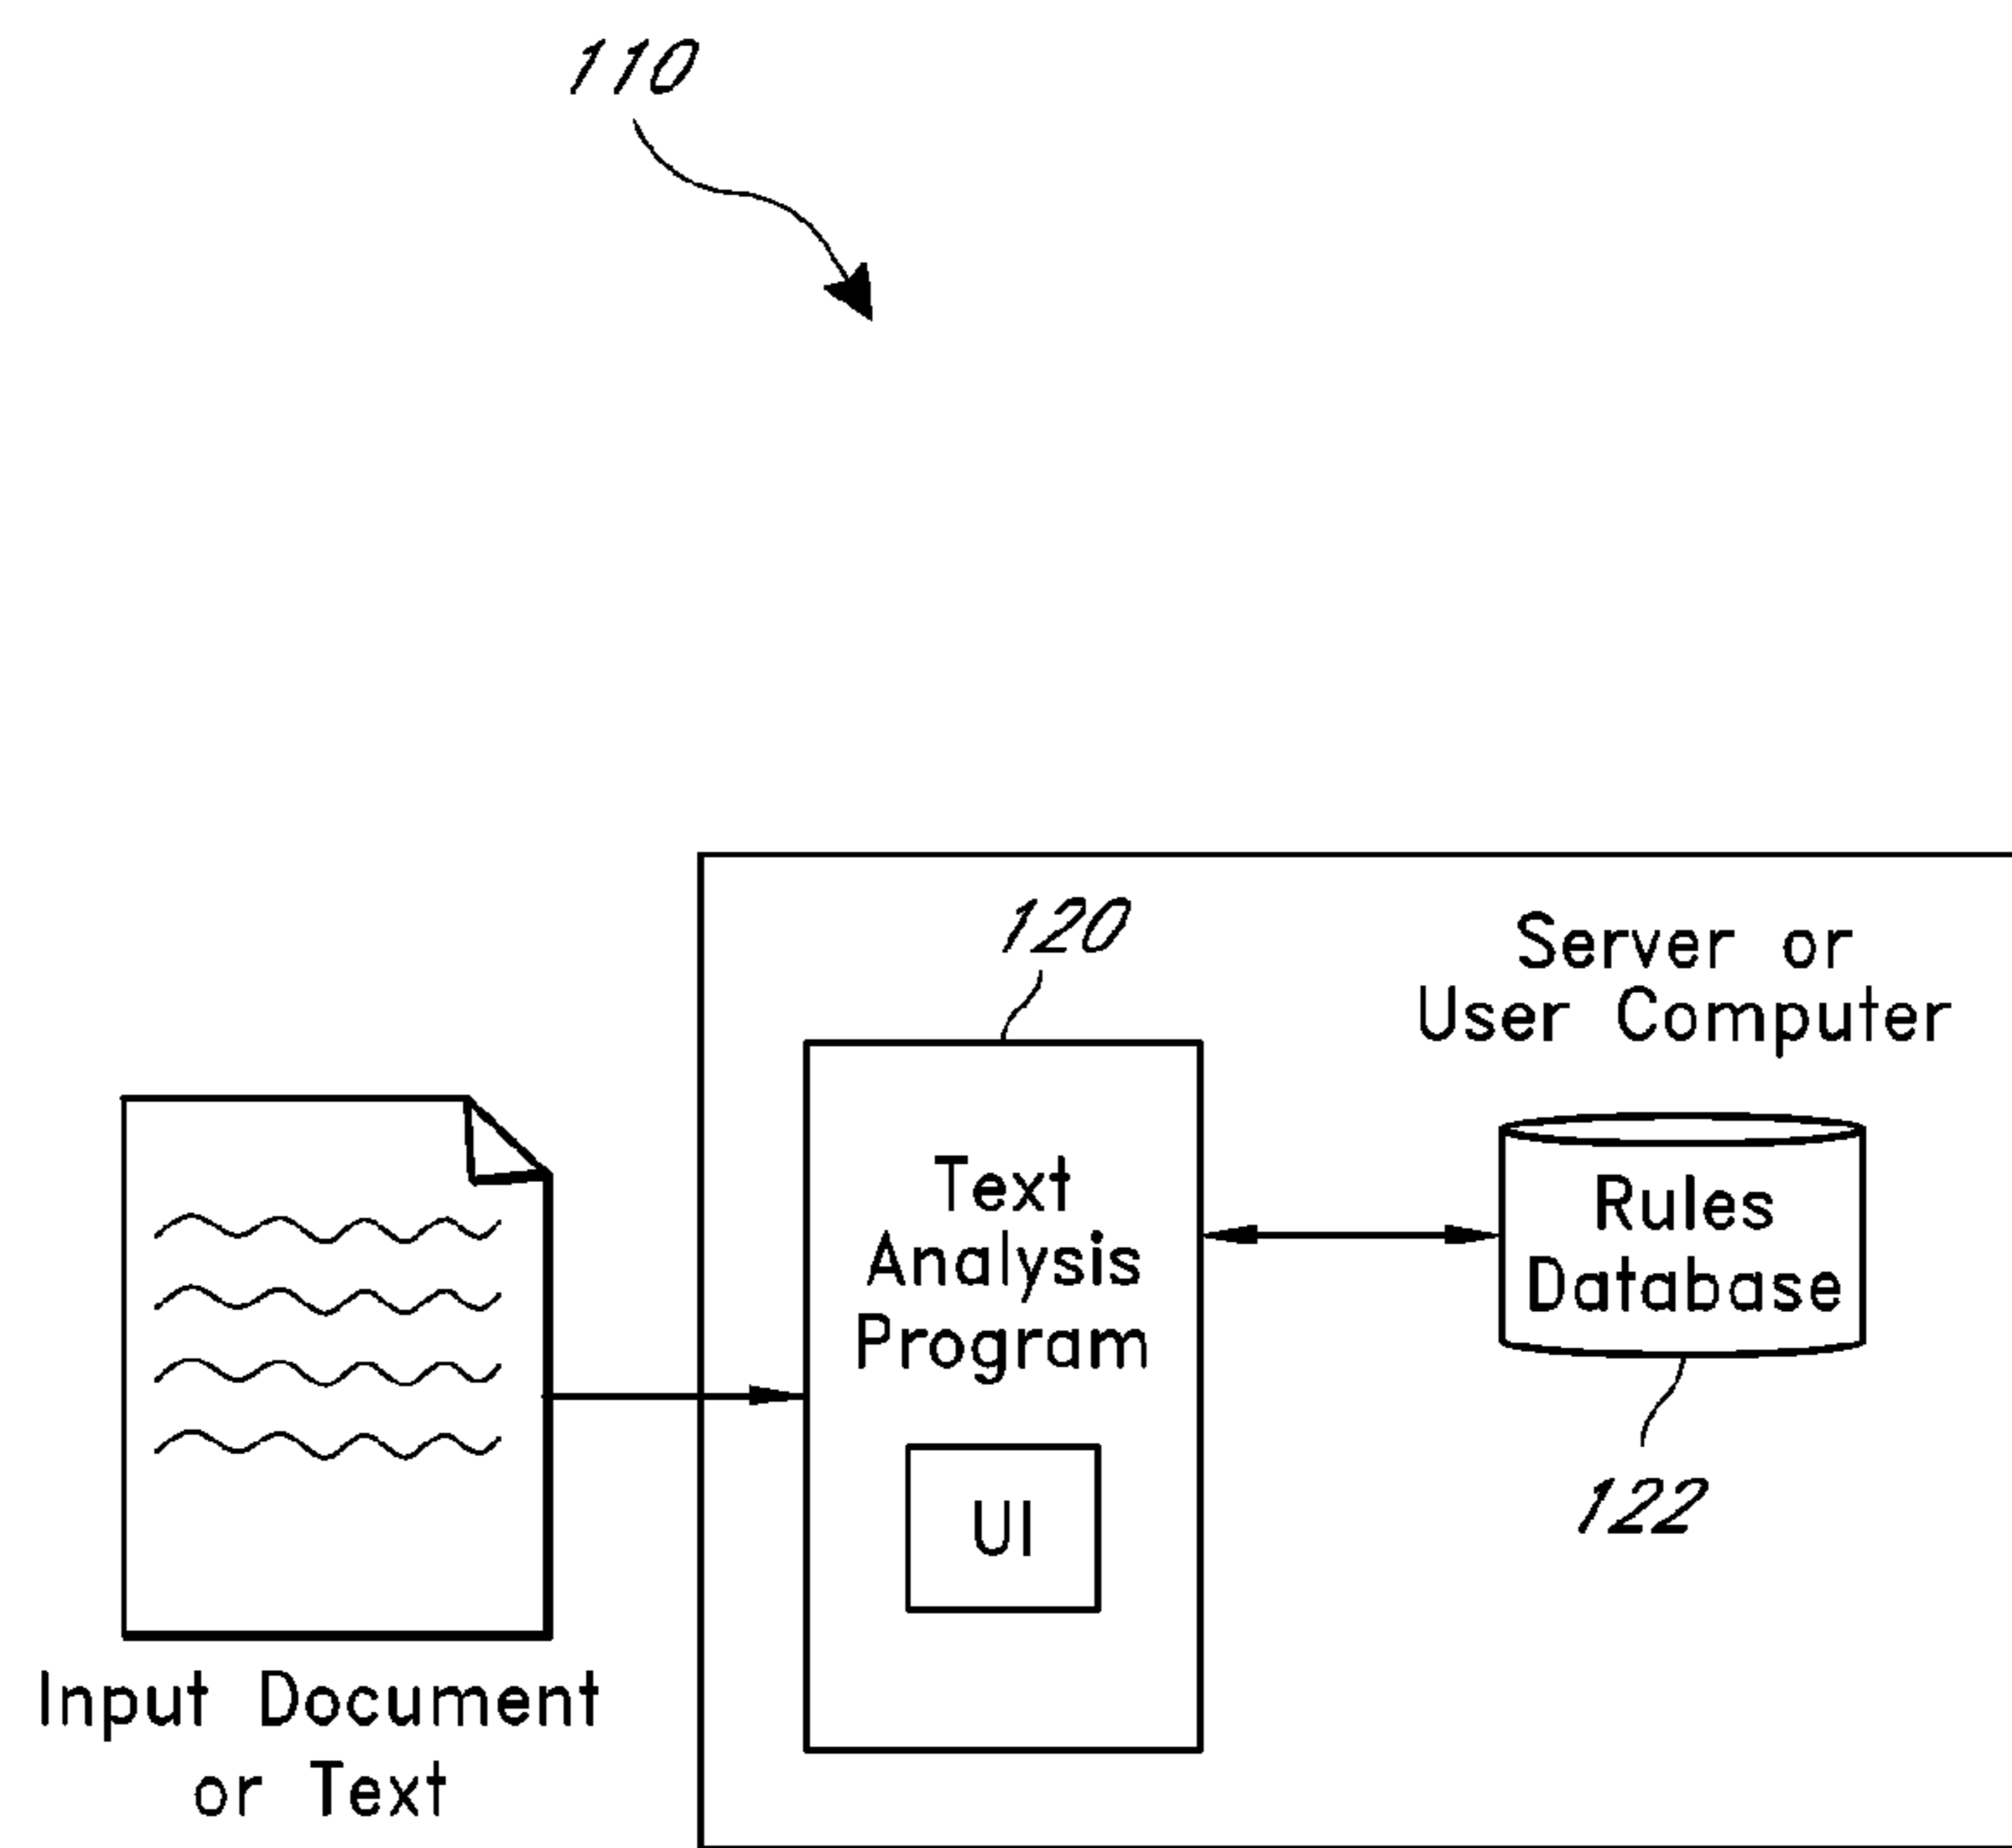 110
120
Server or
User Computer
Text
Analysis
Program
UI
Rules
Database
122
Input Document
or Text